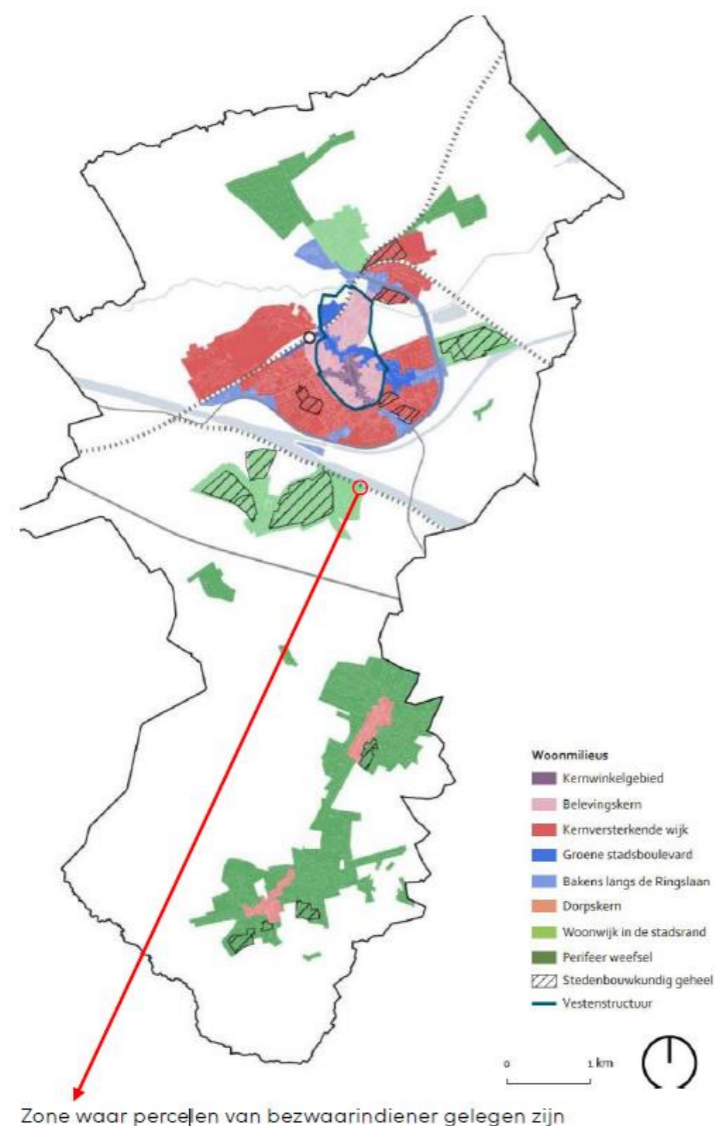 Woonmilieus
Kernwinkelgebied
Belevingskern
Kernversterkende wijk
Groene stadsboulevard
Bakens langs de Ringslaan
Dorpskern
Woonwijk in de stadsrand
Perifeer weefsel
Stedenbouwkundig geheel
Vestenstructuur
0 1 km
Zone waar percelen van bezwaarindiener gelegen zijn